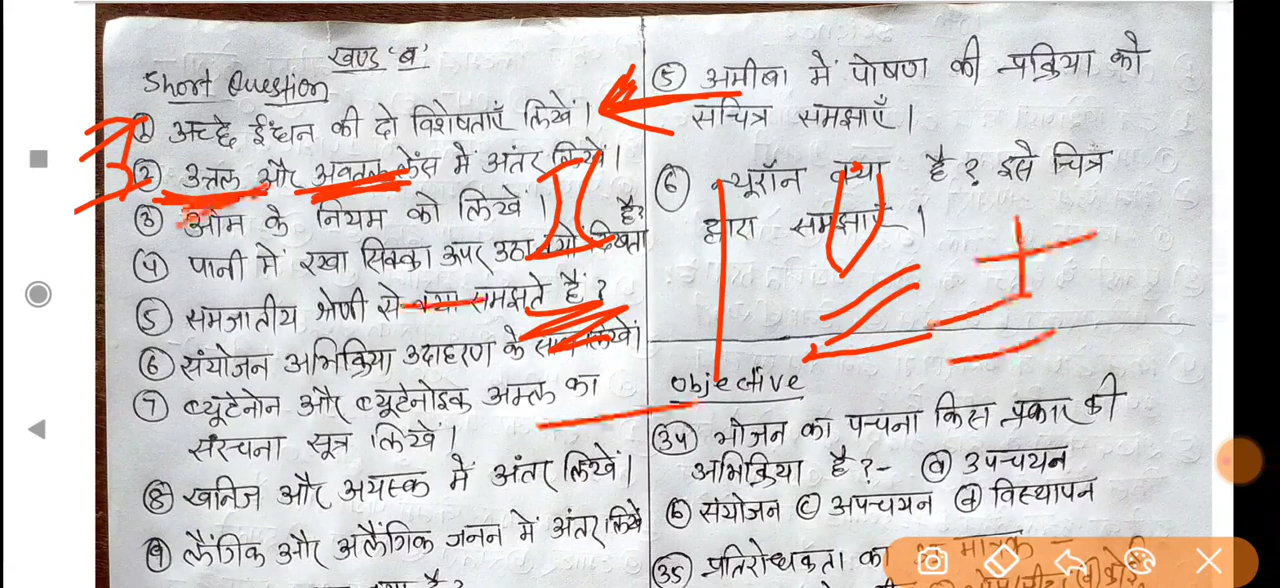 खण्ड 'ब'
Short Question
① अच्छे ईंधन की दो विशेषताएँ लिखें।
② उत्तल और अवतल लेंस में अंतर लिखें।
③ ओम के नियम को लिखें।
④ पानी में रखा सिक्का ऊपर उठा क्यों दिखता है?
⑤ समजातीय श्रेणी से क्या समझते हैं?
⑥ संयोजन अभिक्रिया उदाहरण के साथ लिखें।
⑦ ब्यूटेनोन और ब्यूटेनोइक अम्ल का
संरचना सूत्र लिखें।
⑧ खनिज और अयस्क में अंतर लिखें।
⑨ लैंगिक और अलैंगिक जनन में अंतर लिखें
⑤ अमीबा में पोषण की प्रक्रिया को
सचित्र समझाएँ।
⑥ न्यूरॉन क्या है? इसे चित्र
द्वारा समझाएँ।
objective
㉞ भोजन का पचना किस प्रकार की
अभिक्रिया है?- ⓐ उपचयन
ⓑ संयोजन ⓒ अपचयन ⓓ विस्थापन
㉟ प्रतिरोधकता का मात्रक